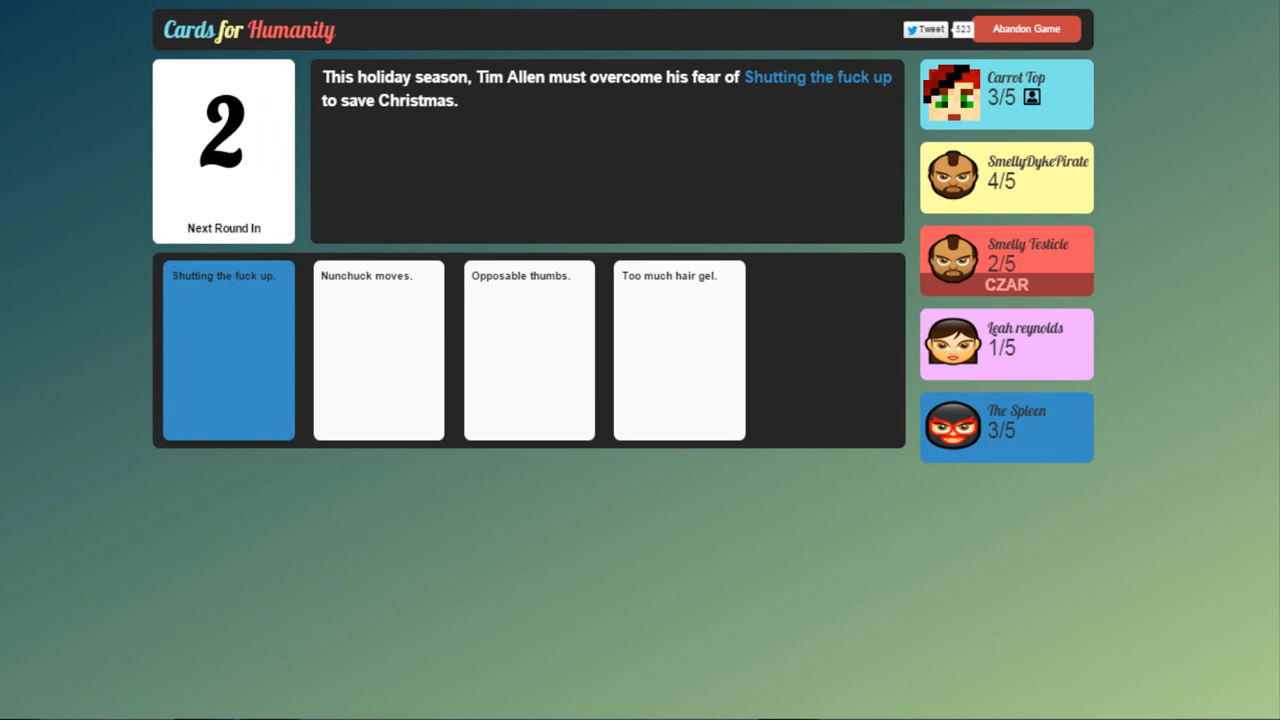 Cards for Humanity
Tweet
523
Abandon Game
2
Next Round In
This holiday season, Tim Allen must overcome his fear of Shutting the fuck up
to save Christmas.
Shutting the fuck up.
Nunchuck moves.
Opposable thumbs.
Too much hair gel.
Carrot Top
3/5
SmellyDykePirate
4/5
Smelly Testicle
2/5
CZAR
Leah reynolds
1/5
The Spleen
3/5